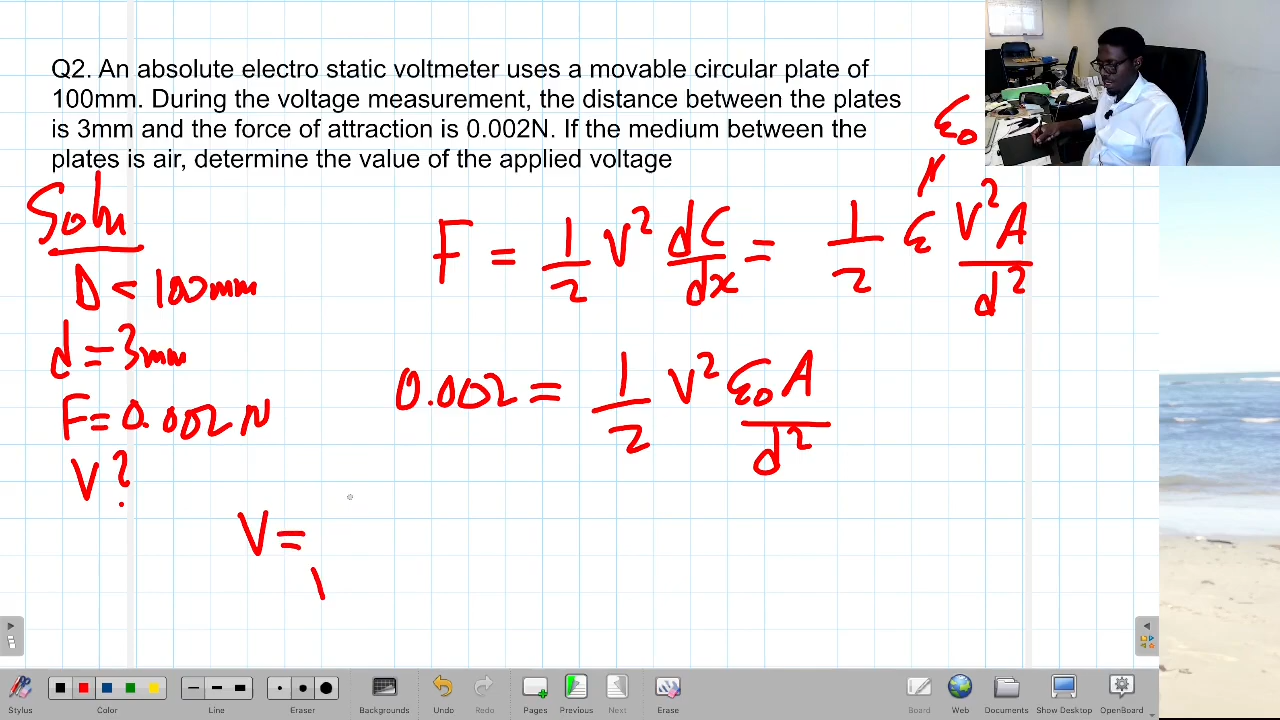 Q2. An absolute electro static voltmeter uses a movable circular plate of
100mm. During the voltage measurement, the distance between the plates
is 3mm and the force of attraction is 0.002N. If the medium between the
plates is air, determine the value of the applied voltage
Soln
D = 100mm
d = 3mm
F = 0.002 N
V ?
ε₀
F = 1/2 V² dC/dx = 1/2 ε V²A/d²
0.002 = 1/2 V² ε₀A/d²
V =
Stylus
Color
Line
Eraser
Backgrounds
Undo
Redo
Pages
Previous
Next
Erase
Board
Web
Documents
Show Desktop
OpenBoard